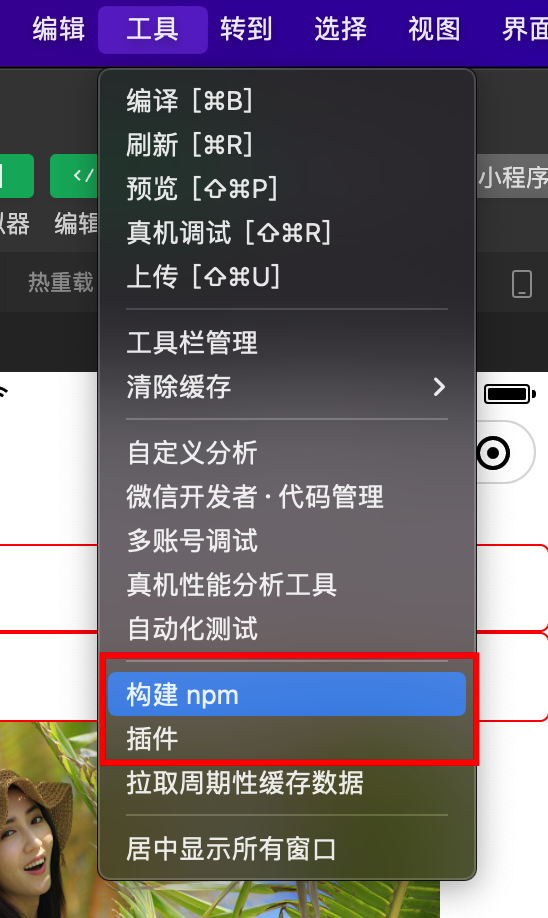 编辑 工具 转到 选择 视图 界面
编译 [⌘B]
刷新 [⌘R]
预览 [⇧⌘P]
小程序
真机调试 [⇧⌘R]
器 编辑
上传 [⇧⌘U]
热重载
工具栏管理
清除缓存
自定义分析
微信开发者 · 代码管理
多账号调试
真机性能分析工具
自动化测试
构建 npm
插件
拉取周期性缓存数据
居中显示所有窗口